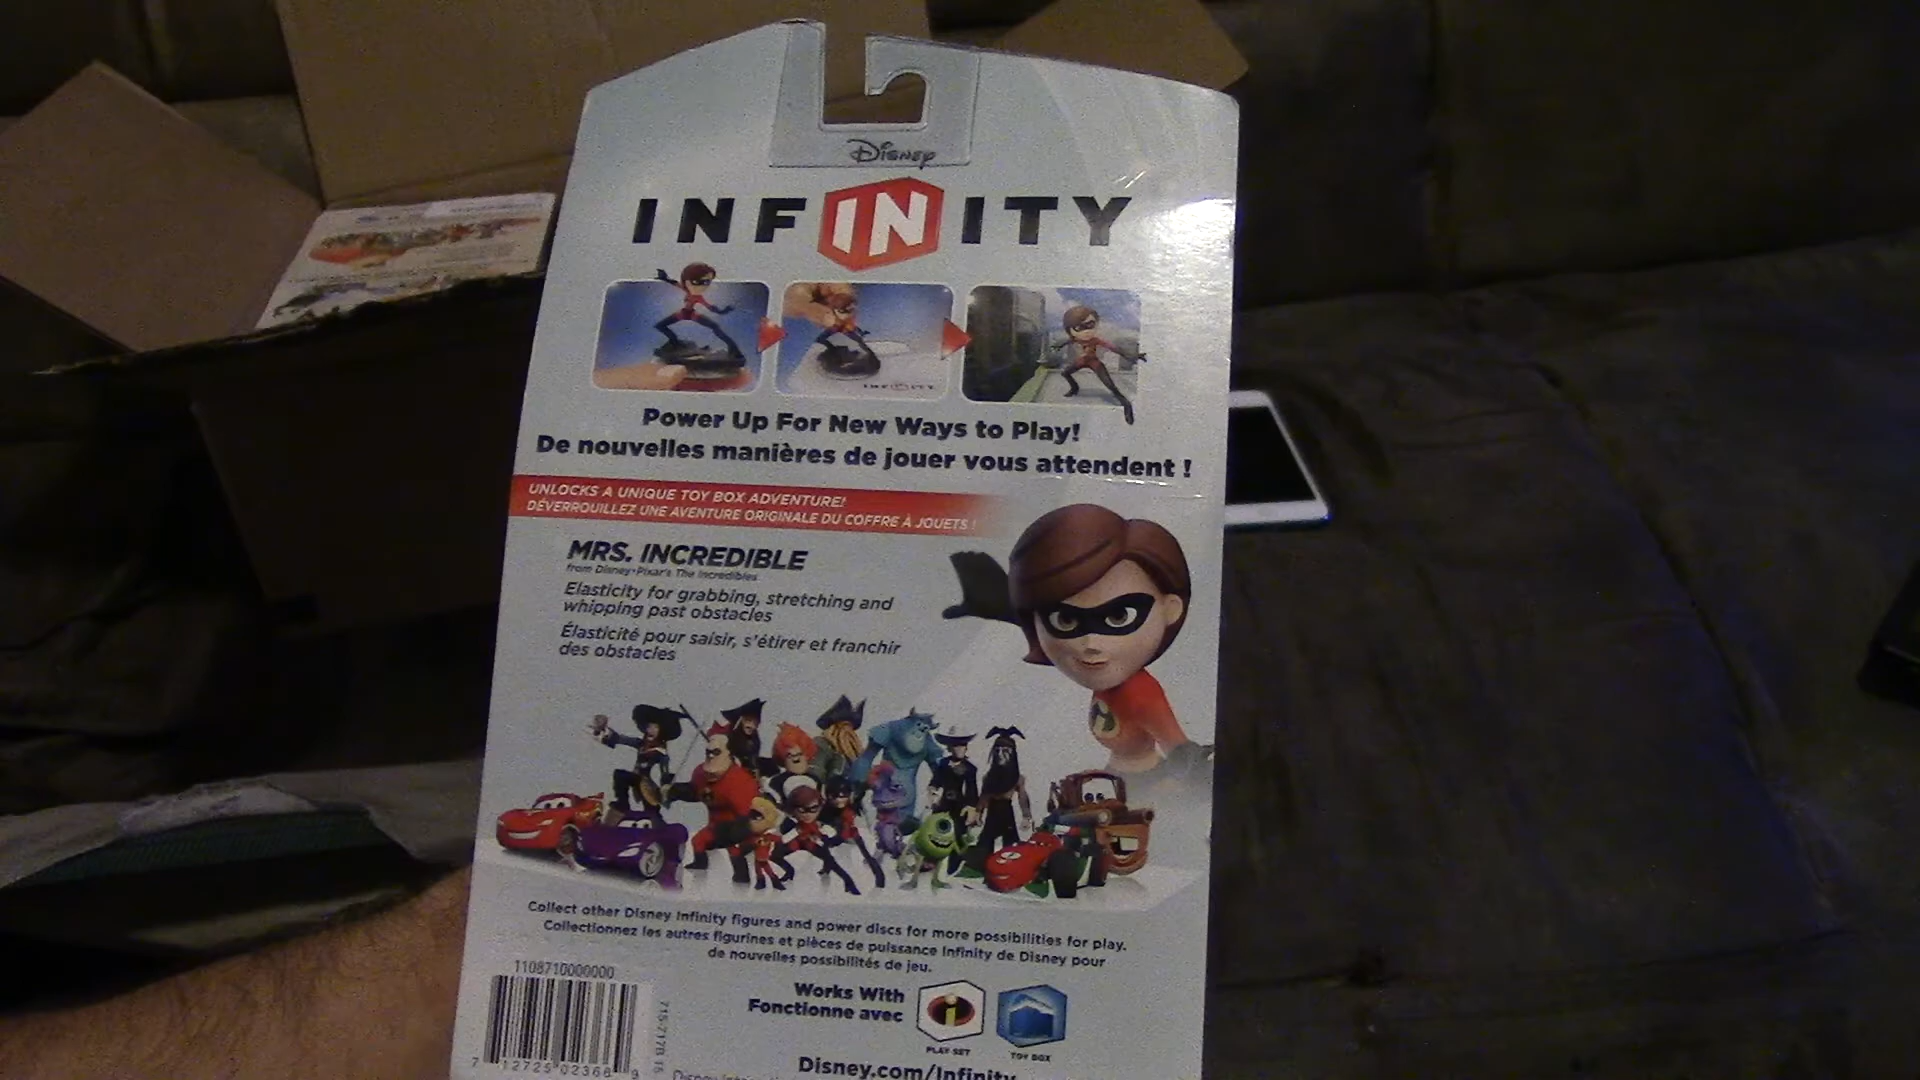 Disney
INFINITY
INFINITY
Power Up For New Ways to Play!
De nouvelles manières de jouer vous attendent !
UNLOCKS A UNIQUE TOY BOX ADVENTURE!
DÉVERROUILLEZ UNE AVENTURE ORIGINALE DU COFFRE À JOUETS !
MRS. INCREDIBLE
from Disney•Pixar's The Incredibles
Elasticity for grabbing, stretching and
whipping past obstacles
Élasticité pour saisir, s'étirer et franchir
des obstacles
Collect other Disney Infinity figures and power discs for more possibilities for play.
Collectionnez les autres figurines et pièces de puissance Infinity de Disney pour
de nouvelles possibilités de jeu.
1108710000000
Works With
Fonctionne avec
PLAY SET
TOY BOX
7 12725 02366 9
Disney.com/Infinity